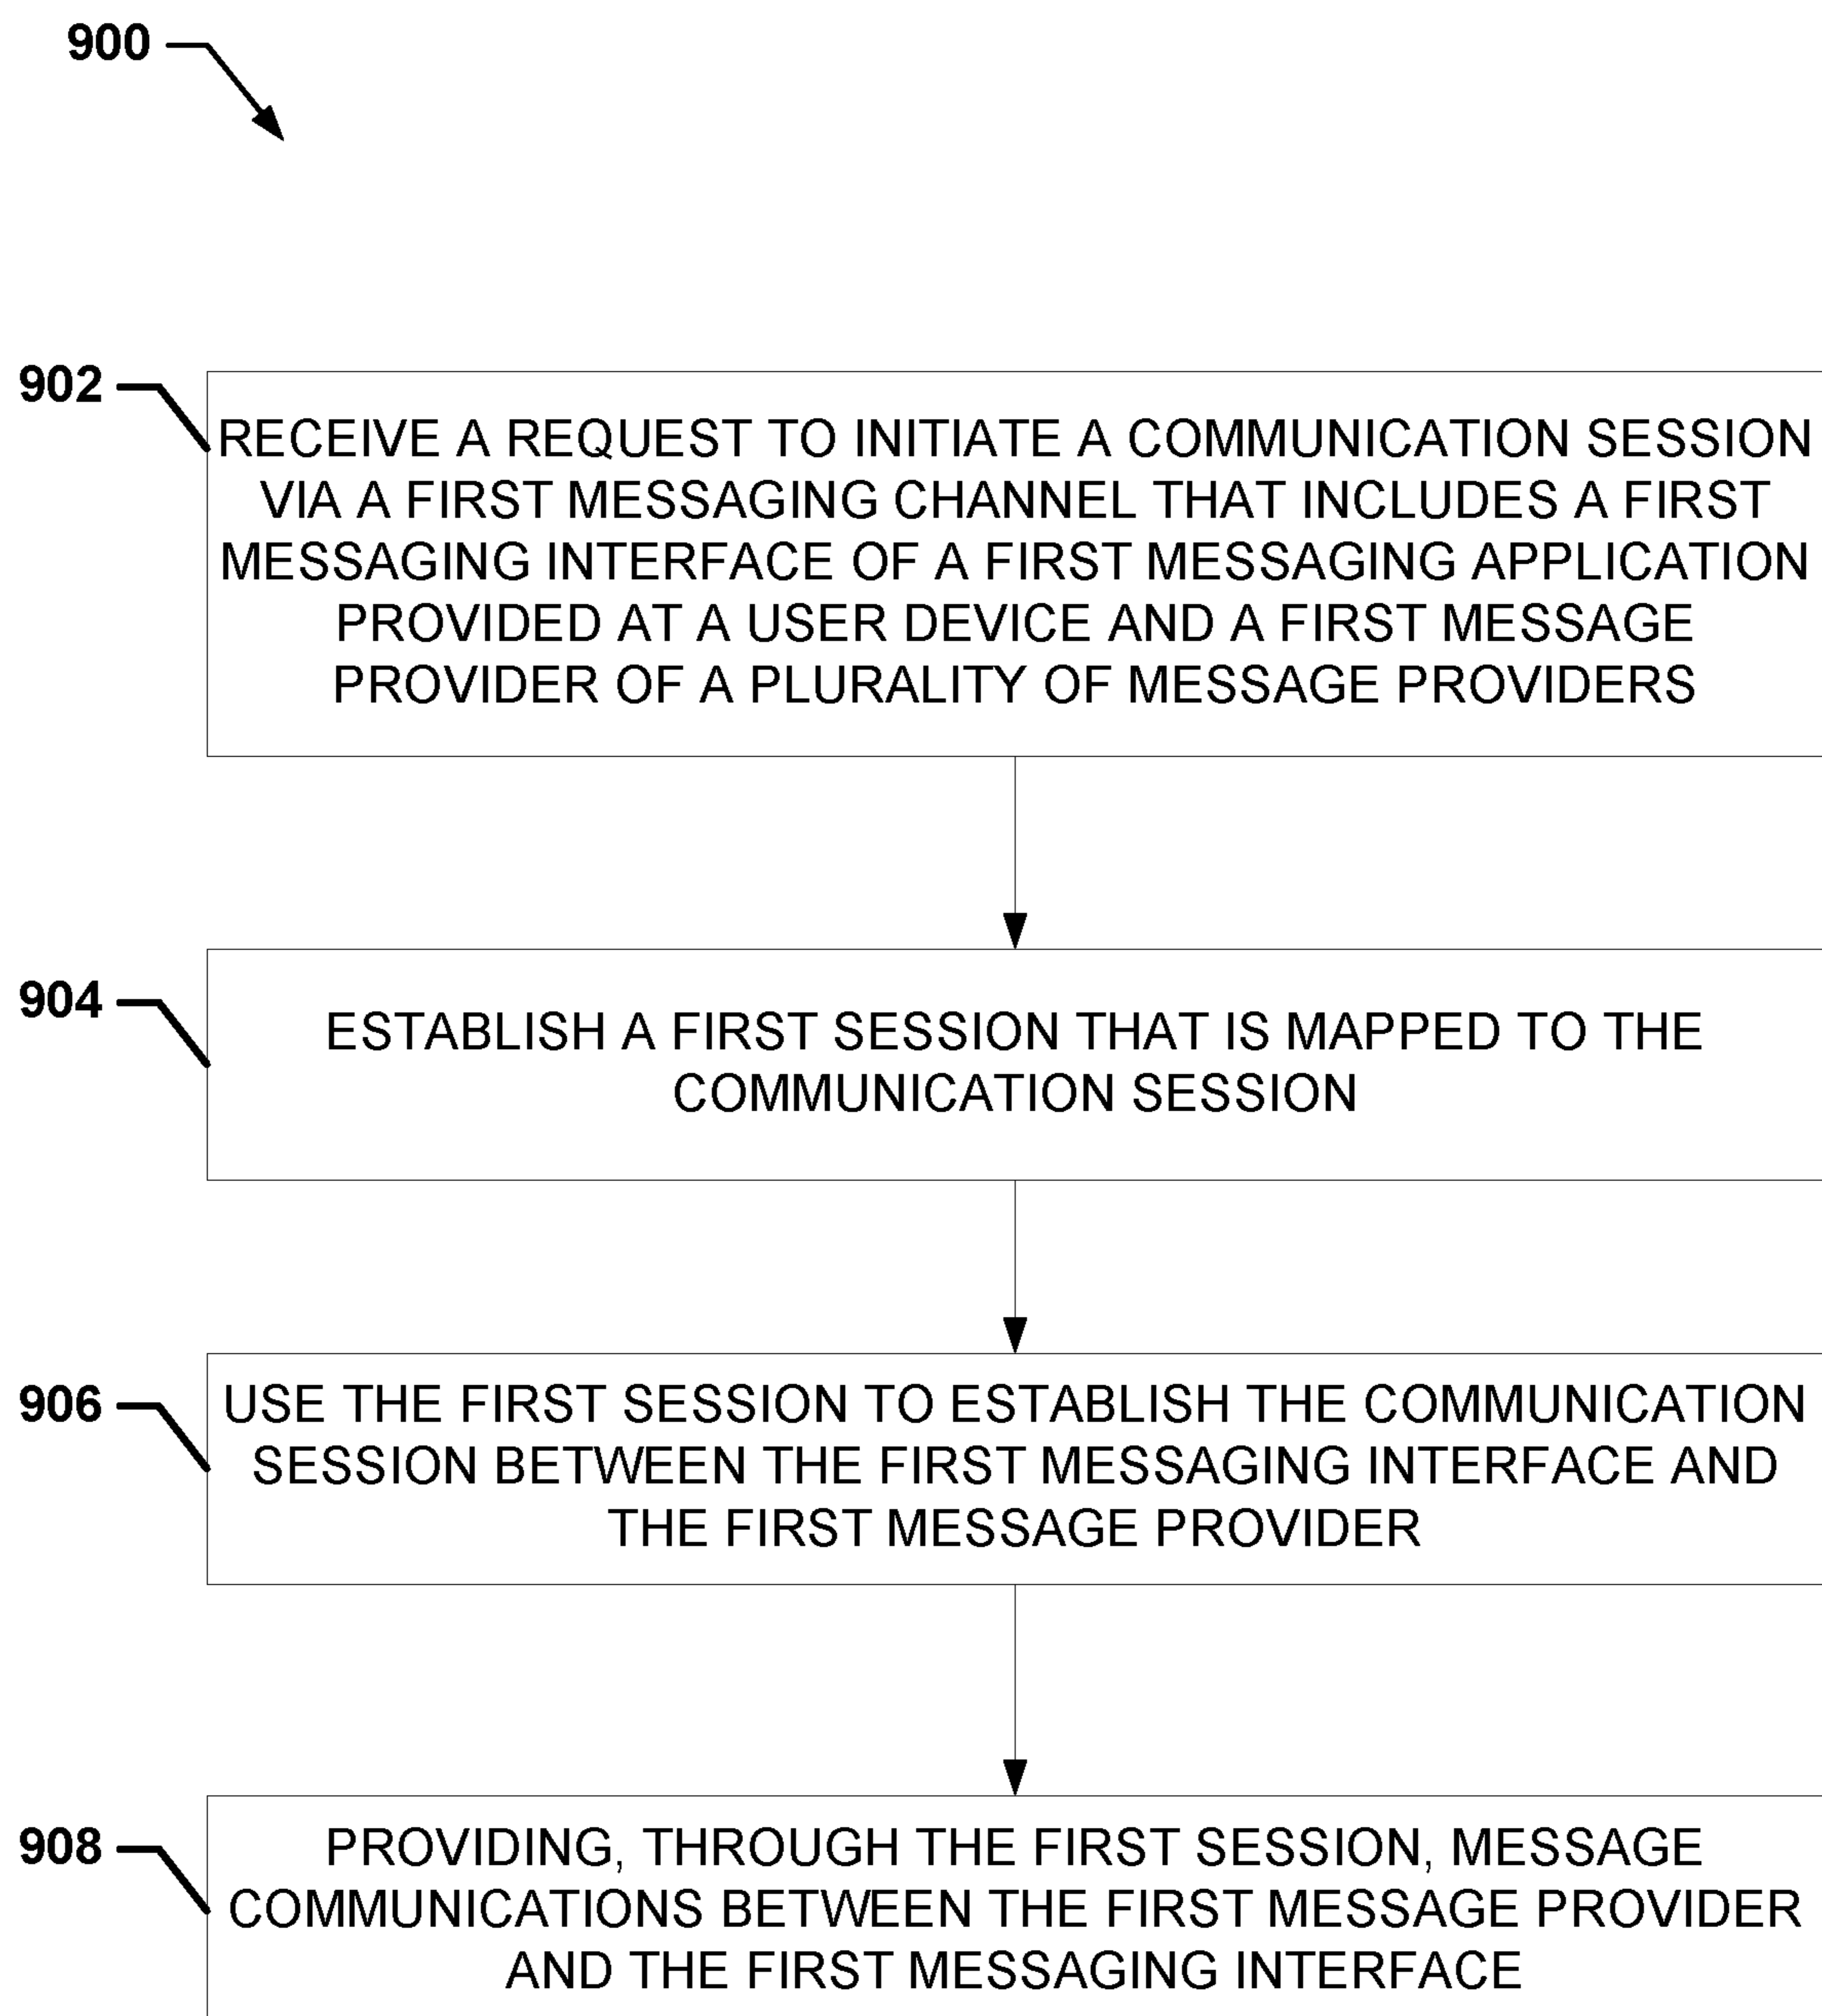 900
902
RECEIVE A REQUEST TO INITIATE A COMMUNICATION SESSION
VIA A FIRST MESSAGING CHANNEL THAT INCLUDES A FIRST
MESSAGING INTERFACE OF A FIRST MESSAGING APPLICATION
PROVIDED AT A USER DEVICE AND A FIRST MESSAGE
PROVIDER OF A PLURALITY OF MESSAGE PROVIDERS
904
ESTABLISH A FIRST SESSION THAT IS MAPPED TO THE
COMMUNICATION SESSION
906
USE THE FIRST SESSION TO ESTABLISH THE COMMUNICATION
SESSION BETWEEN THE FIRST MESSAGING INTERFACE AND
THE FIRST MESSAGE PROVIDER
908
PROVIDING, THROUGH THE FIRST SESSION, MESSAGE
COMMUNICATIONS BETWEEN THE FIRST MESSAGE PROVIDER
AND THE FIRST MESSAGING INTERFACE